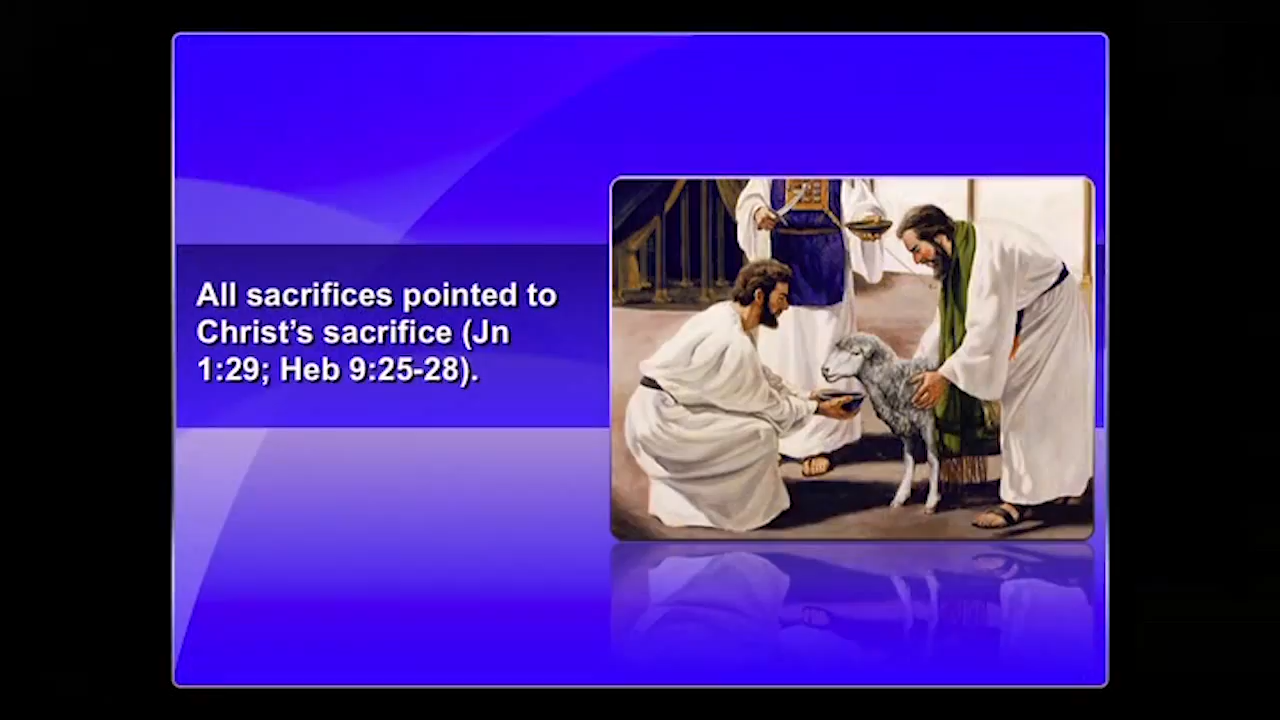 All sacrifices pointed to
Christ’s sacrifice (Jn
1:29; Heb 9:25-28).